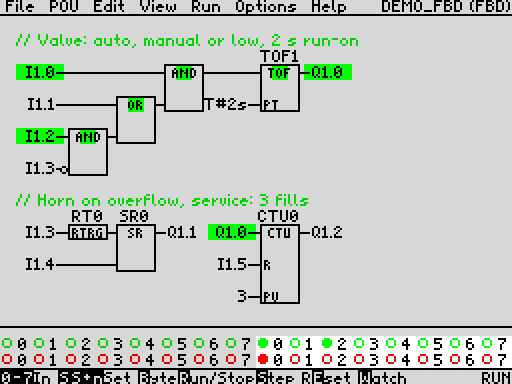 File POU Edit View Run Options Help DEMO_FBD (FBD)
// Valve: auto, manual or low, 2 s run-on
TOF1
I1.0 AND TOF Q1.0
I1.1 OR T#2s PT
I1.2 AND
I1.3
// Horn on overflow, service: 3 fills
RT0 SR0 CTU0
I1.3 RTRG SR Q1.1 Q1.0 CTU Q1.2
I1.4 I1.5 R
3 PV
0 1 2 3 4 5 6 7 0 1 2 3 4 5 6 7
0 1 2 3 4 5 6 7 0 1 2 3 4 5 6 7
0-7In SS+nSet Byte Run/Stop Step REset Watch RUN